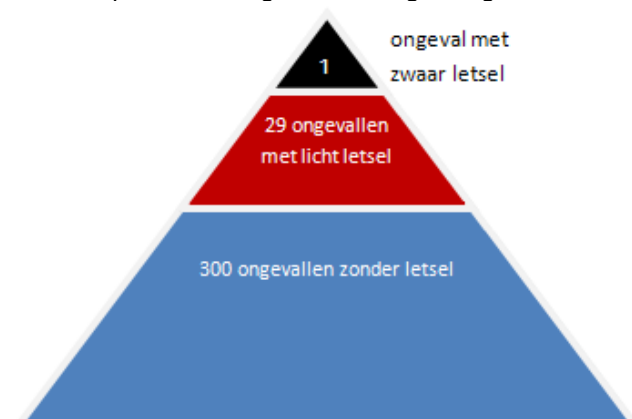 ongeval met
1
zwaar letsel
29 ongevallen
met licht letsel
300 ongevallen zonder letsel